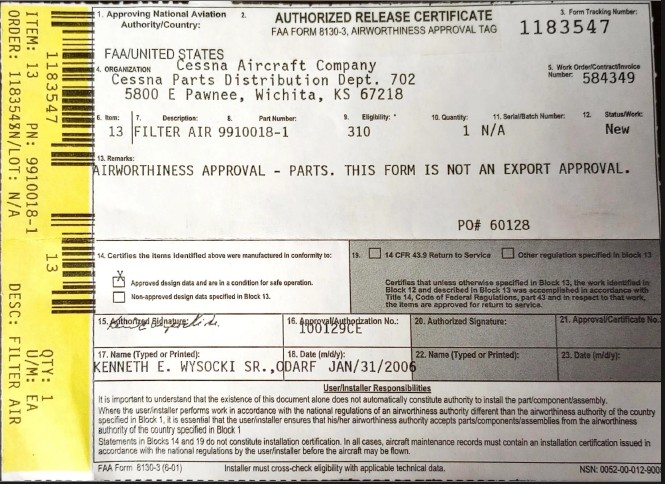 1. Approving National Aviation Authority/Country:
FAA/UNITED STATES
2.
AUTHORIZED RELEASE CERTIFICATE
FAA FORM 8130-3, AIRWORTHINESS APPROVAL TAG
3. Form Tracking Number:
1183547
4. ORGANIZATION
Cessna Aircraft Company
Cessna Parts Distribution Dept. 702
5800 E Pawnee, Wichita, KS 67218
5. Work Order/Contract/Invoice
Number: 584349
6. Item: 7. Description: 8. Part Number: 9. Eligibility: * 10. Quantity: 11. Serial/Batch Number: 12. Status/Work:
13 FILTER AIR 9910018-1 310 1 N/A New
13. Remarks:
AIRWORTHINESS APPROVAL - PARTS. THIS FORM IS NOT AN EXPORT APPROVAL.
PO# 60128
14. Certifies the items identified above were manufactured in conformity to:
X
Approved design data and are in a condition for safe operation.
Non-approved design data specified in Block 13.
19. 14 CFR 43.9 Return to Service Other regulation specified in block 13
Certifies that unless otherwise specified in Block 13, the work identified in
Block 12 and described in Block 13 was accomplished in accordance with
Title 14, Code of Federal Regulations, part 43 and in respect to that work,
the items are approved for return to service.
15. Authorized Signature:
16. Approval/Authorization No.:
100129CE
20. Authorized Signature:
21. Approval/Certificate No.
17. Name (Typed or Printed):
KENNETH E. WYSOCKI SR.,ODARF
18. Date (m/d/y):
JAN/31/2006
22. Name (Typed or Printed):
23. Date (m/d/y):
User/Installer Responsibilities
It is important to understand that the existence of this document alone does not automatically constitute authority to install the part/component/assembly.
Where the user/installer performs work in accordance with the national regulations of an airworthiness authority different than the airworthiness authority of the country
specified in Block 1, it is essential that the user/installer ensures that his/her airworthiness authority accepts parts/components/assemblies from the airworthiness
authority of the country specified in Block 1
Statements in Blocks 14 and 19 do not constitute installation certification. In all cases, aircraft maintenance records must contain an installation certification issued in
accordance with the national regulations by the user/installer before the aircraft may be flown.
FAA Form 8130-3 (6-01) Installer must cross-check eligibility with applicable technical data. NSN: 0052-00-012-900
1183547 13 QTY: 1
ITEM: 13 PN: 9910018-1 U/M: EA
ORDER: 1183548N/LOT: N/A DESC: FILTER AIR